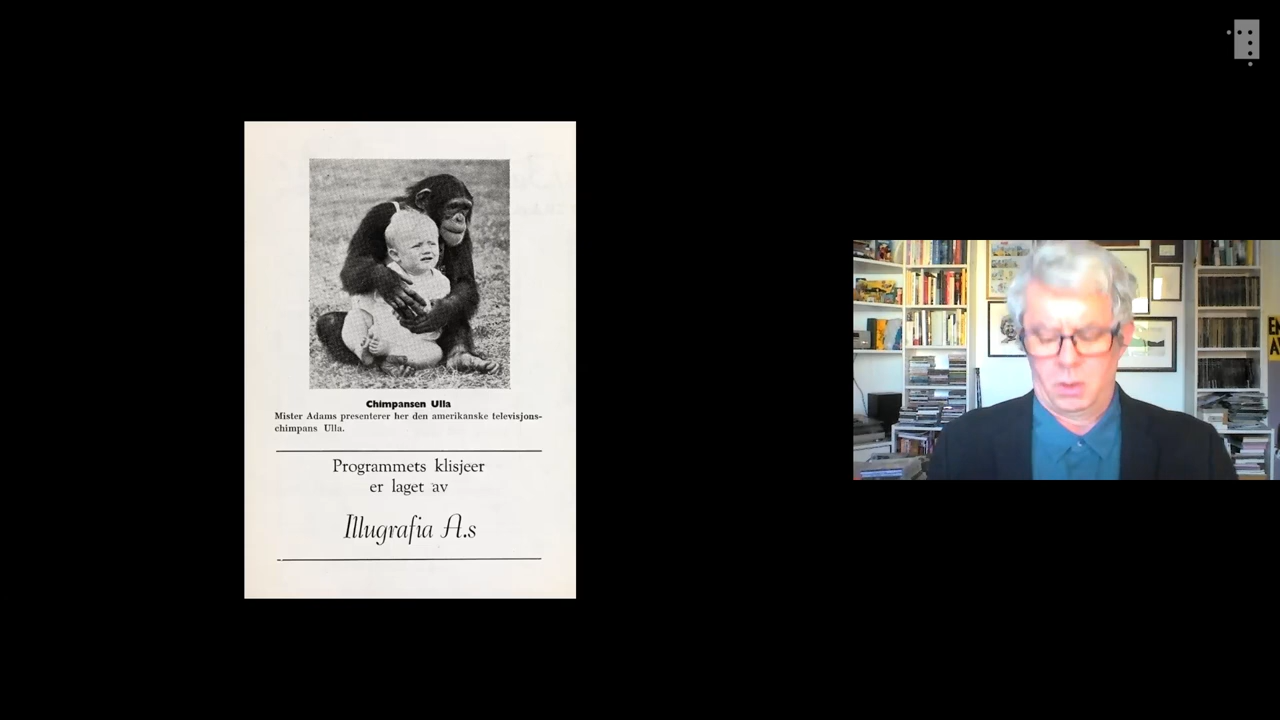 Chimpansen Ulla
Mister Adams presenterer her den amerikanske televisjons-
chimpans Ulla.
Programmets klisjeer
er laget av
Illugrafia A.s